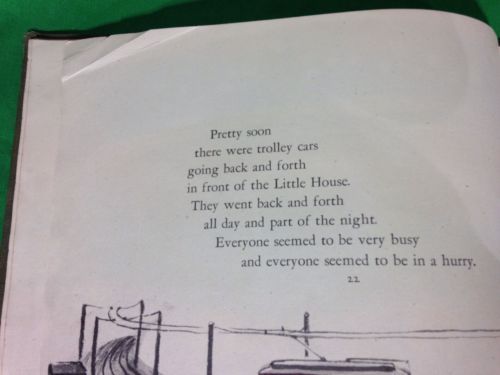 Pretty soon
there were trolley cars
going back and forth
in front of the Little House.
They went back and forth
all day and part of the night.
Everyone seemed to be very busy
and everyone seemed to be in a hurry.
22